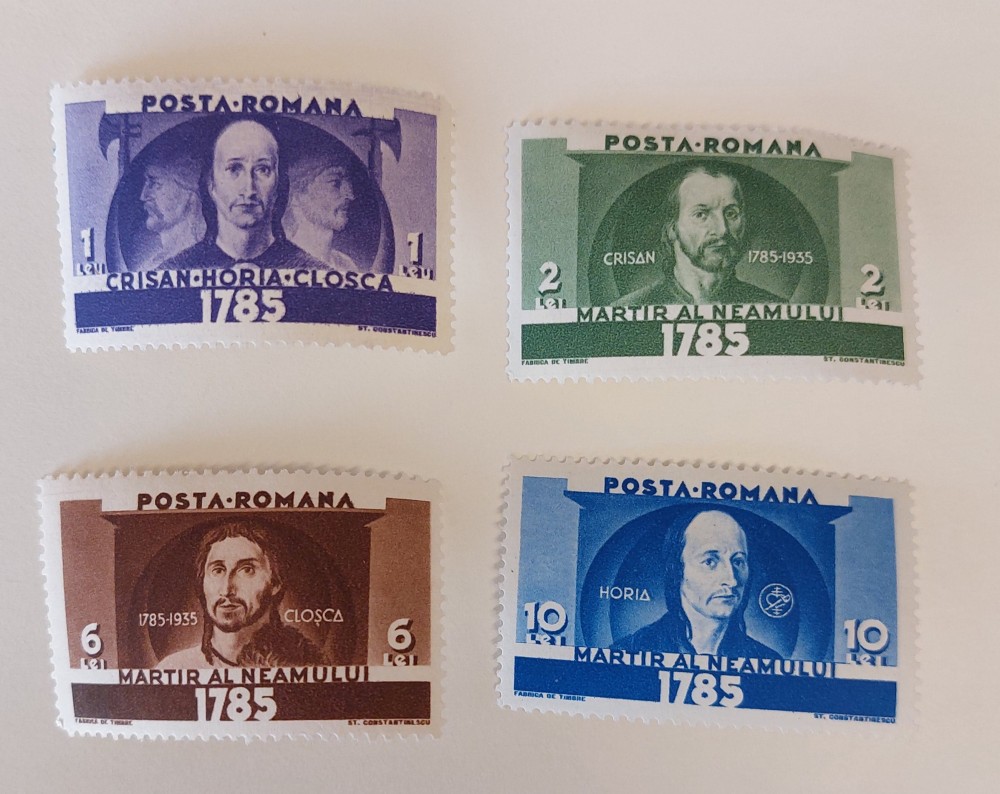 POSTA·ROMANA
1 LEU
1 LEU
CRISAN·HORIA·CLOSCA
1785
FABRICA DE TIMBRE
ST. CONSTANTINESCU
POSTA·ROMANA
CRISAN
1785-1935
2 LEI
2 LEI
MARTIR AL NEAMULUI
1785
FABRICA DE TIMBRE
ST. CONSTANTINESCU
POSTA·ROMANA
1785-1935
CLOȘCA
6 LEI
6 LEI
MARTIR AL NEAMULUI
1785
FABRICA DE TIMBRE
ST. CONSTANTINESCU
POSTA·ROMANA
HORIA
10 LEI
10 LEI
MARTIR AL NEAMULUI
1785
FABRICA DE TIMBRE
ST. CONSTANTINESCU